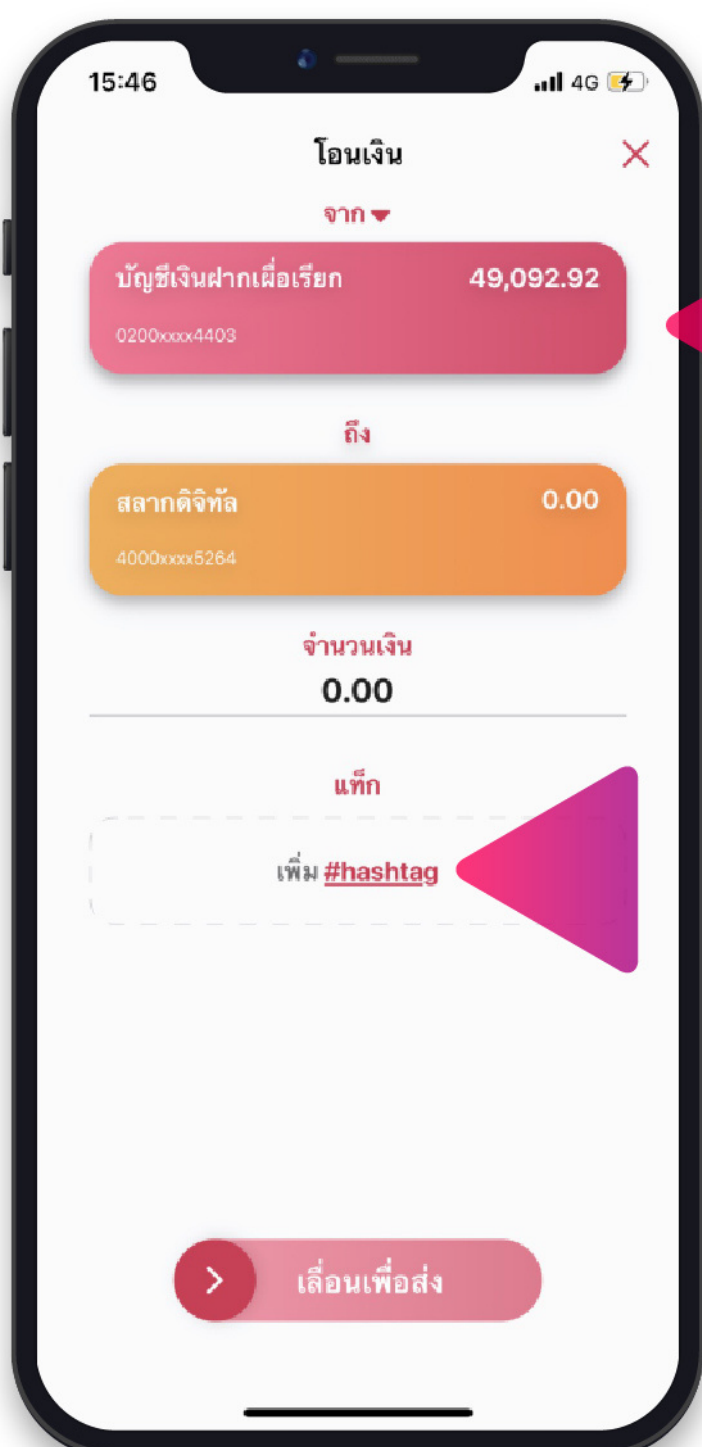 15:46
4G
โอนเงิน
จาก
บัญชีเงินฝากเผื่อเรียก 49,092.92
0200xxxx4403
ถึง
สลากดิจิทัล 0.00
4000xxxx5264
จำนวนเงิน
0.00
แท็ก
เพิ่ม #hashtag
เลื่อนเพื่อส่ง